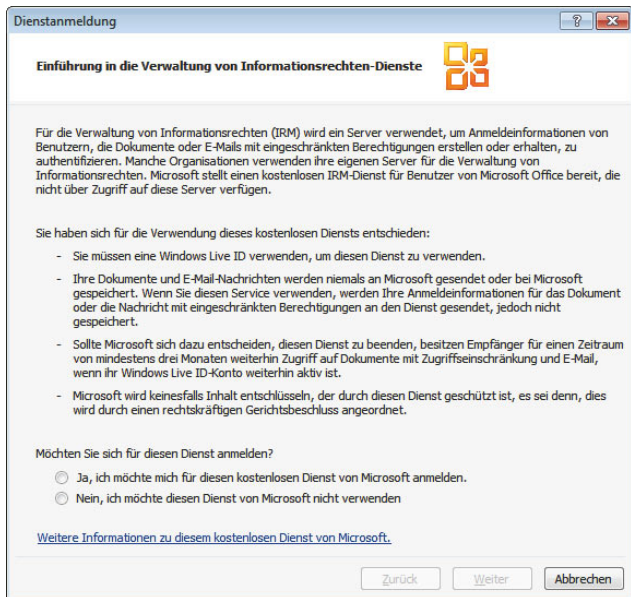 Dienstanmeldung
Einführung in die Verwaltung von Informationsrechten-Dienste
Für die Verwaltung von Informationsrechten (IRM) wird ein Server verwendet, um Anmeldeinformationen von
Benutzern, die Dokumente oder E-Mails mit eingeschränkten Berechtigungen erstellen oder erhalten, zu
authentifizieren. Manche Organisationen verwenden ihre eigenen Server für die Verwaltung von
Informationsrechten. Microsoft stellt einen kostenlosen IRM-Dienst für Benutzer von Microsoft Office bereit, die
nicht über Zugriff auf diese Server verfügen.
Sie haben sich für die Verwendung dieses kostenlosen Diensts entschieden:
- Sie müssen eine Windows Live ID verwenden, um diesen Dienst zu verwenden.
- Ihre Dokumente und E-Mail-Nachrichten werden niemals an Microsoft gesendet oder bei Microsoft
gespeichert. Wenn Sie diesen Service verwenden, werden Ihre Anmeldeinformationen für das Dokument
oder die Nachricht mit eingeschränkten Berechtigungen an den Dienst gesendet, jedoch nicht
gespeichert.
- Sollte Microsoft sich dazu entscheiden, diesen Dienst zu beenden, besitzen Empfänger für einen Zeitraum
von mindestens drei Monaten weiterhin Zugriff auf Dokumente mit Zugriffseinschränkung und E-Mail,
wenn ihr Windows Live ID-Konto weiterhin aktiv ist.
- Microsoft wird keinesfalls Inhalt entschlüsseln, der durch diesen Dienst geschützt ist, es sei denn, dies
wird durch einen rechtskräftigen Gerichtsbeschluss angeordnet.
Möchten Sie sich für diesen Dienst anmelden?
Ja, ich möchte mich für diesen kostenlosen Dienst von Microsoft anmelden.
Nein, ich möchte diesen Dienst von Microsoft nicht verwenden
Weitere Informationen zu diesem kostenlosen Dienst von Microsoft.
Zurück Weiter Abbrechen